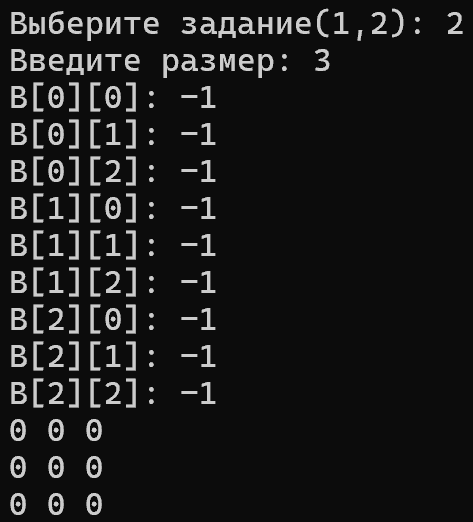 Выберите задание(1,2): 2
Введите размер: 3
B[0][0]: -1
B[0][1]: -1
B[0][2]: -1
B[1][0]: -1
B[1][1]: -1
B[1][2]: -1
B[2][0]: -1
B[2][1]: -1
B[2][2]: -1
0 0 0
0 0 0
0 0 0